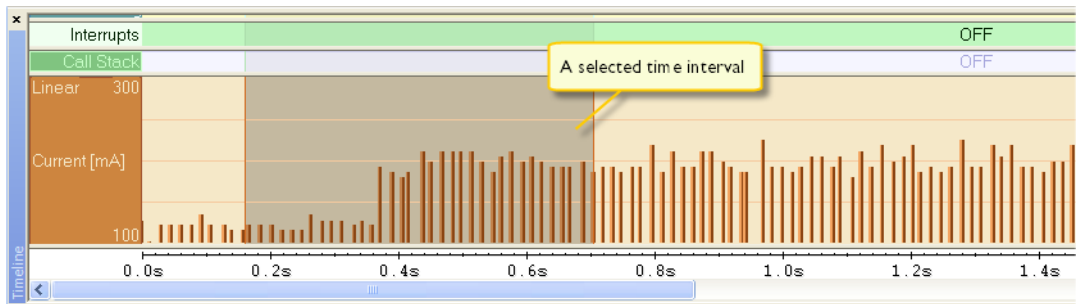 Interrupts OFF
Call Stack OFF
A selected time interval
Linear 300
Current [mA]
100
Timeline
0.0s 0.2s 0.4s 0.6s 0.8s 1.0s 1.2s 1.4s